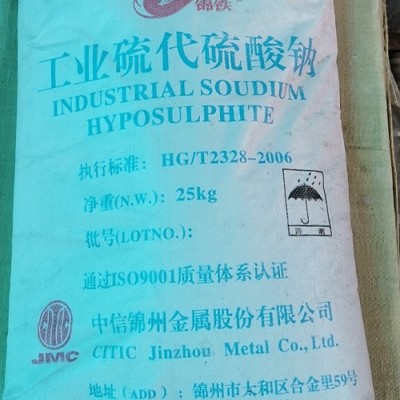 锦铁
工业硫代硫酸钠
INDUSTRIAL SOUDIUM
HYPOSULPHITE
执行标准：HG/T2328-2006
净重(N.W.)：25kg
批号(LOTNO.)：
防潮
通过ISO9001质量体系认证
中信锦州金属股份有限公司
CITIC Jinzhou Metal Co.,Ltd.
CITIC
JMC
地址（ADD）：锦州市太和区合金里59号